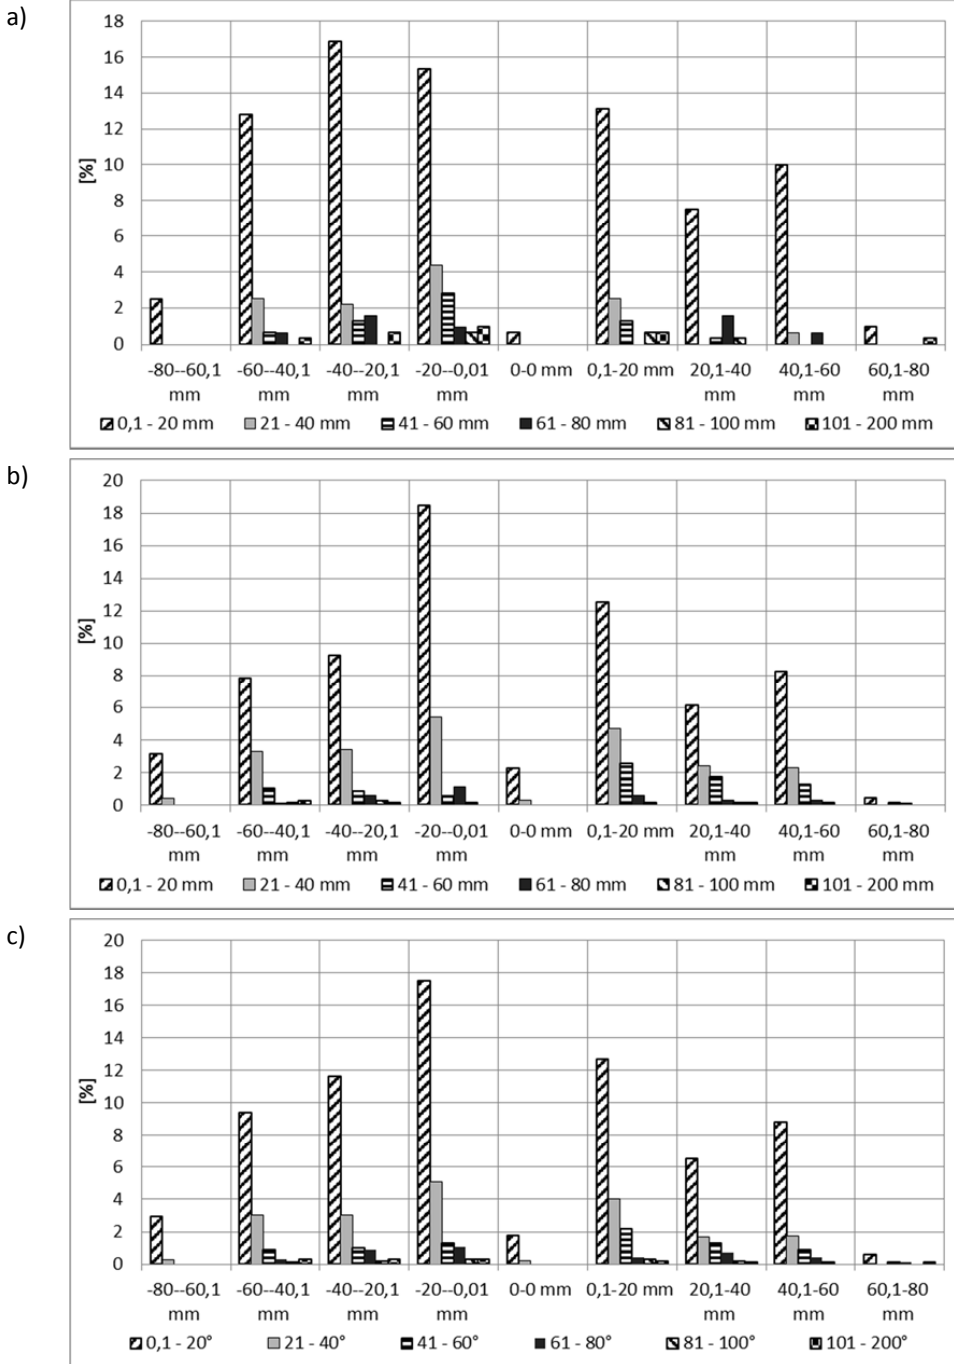 a)
18
16
14
12
10
8
6
4
2
0
[%]
-80--60,1 mm
-60--40,1 mm
-40--20,1 mm
-20--0,01 mm
0-0 mm
0,1-20 mm
20,1-40 mm
40,1-60 mm
60,1-80 mm
0,1 - 20 mm 21 - 40 mm 41 - 60 mm 61 - 80 mm 81 - 100 mm 101 - 200 mm
b)
20
18
16
14
12
10
8
6
4
2
0
[%]
-80--60,1 mm
-60--40,1 mm
-40--20,1 mm
-20--0,01 mm
0-0 mm
0,1-20 mm
20,1-40 mm
40,1-60 mm
60,1-80 mm
0,1 - 20 mm 21 - 40 mm 41 - 60 mm 61 - 80 mm 81 - 100 mm 101 - 200 mm
c)
20
18
16
14
12
10
8
6
4
2
0
[%]
-80--60,1 mm
-60--40,1 mm
-40--20,1 mm
-20--0,01 mm
0-0 mm
0,1-20 mm
20,1-40 mm
40,1-60 mm
60,1-80 mm
0,1 - 20° 21 - 40° 41 - 60° 61 - 80° 81 - 100° 101 - 200°